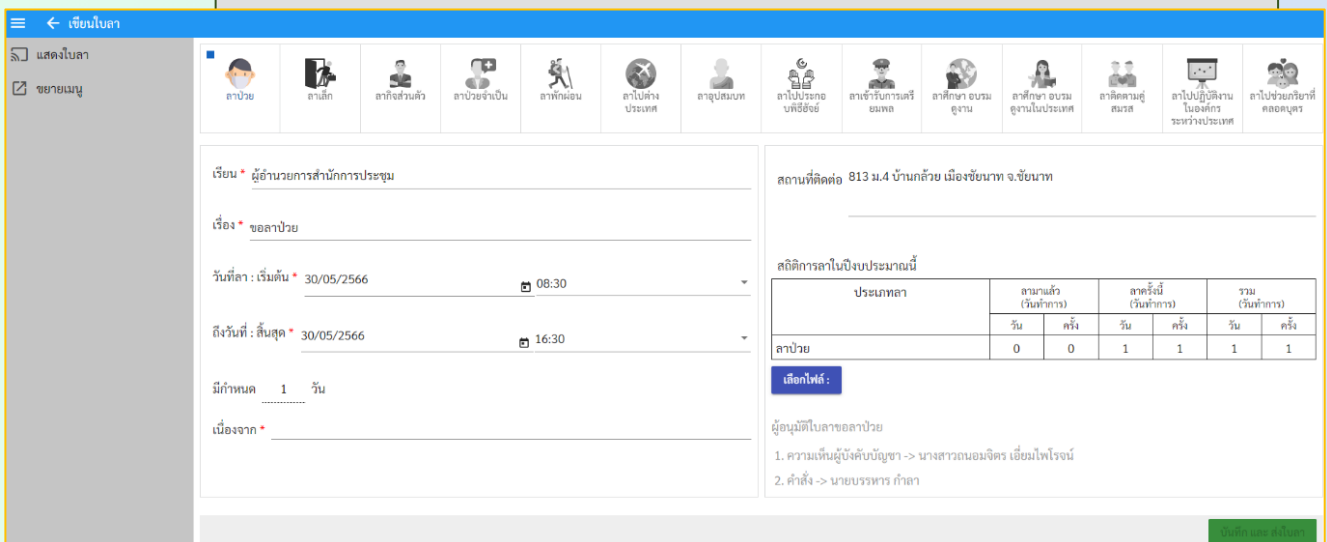 เขียนใบลา
แสดงใบลา
ขยายเมนู
ลาป่วย
ลาเล็ก
ลากิจส่วนตัว
ลาป่วยจำเป็น
ลาพักผ่อน
ลาไปต่าง
ประเทศ
ลาอุปสมบท
ลาไปประกอ
บพิธีฮัจย์
ลาเข้ารับการเตรี
ยมพล
ลาศึกษา อบรม
ดูงาน
ลาศึกษา อบรม
ดูงานในประเทศ
ลาติดตามคู่
สมรส
ลาไปปฏิบัติงาน
ในองค์กร
ระหว่างประเทศ
ลาไปช่วยภริยาที่
คลอดบุตร
เรียน * ผู้อำนวยการสำนักการประชุม
เรื่อง * ขอลาป่วย
วันที่ลา : เริ่มต้น * 30/05/2566 08:30
ถึงวันที่ : สิ้นสุด * 30/05/2566 16:30
มีกำหนด 1 วัน
เนื่องจาก *
สถานที่ติดต่อ 813 ม.4 บ้านกล้วย เมืองชัยนาท จ.ชัยนาท
สถิติการลาในปีงบประมาณนี้
ประเภทลา ลามาแล้ว ลาครั้งนี้ รวม
(วันทำการ) (วันทำการ) (วันทำการ)
วัน ครั้ง วัน ครั้ง วัน ครั้ง
ลาป่วย 0 0 1 1 1 1
เลือกไฟล์ :
ผู้อนุมัติใบลาขอลาป่วย
1. ความเห็นผู้บังคับบัญชา -> นางสาวถนอมจิตร เอี่ยมไพโรจน์
2. คำสั่ง -> นายบรรหาร กำลา
บันทึก และ ส่งใบลา